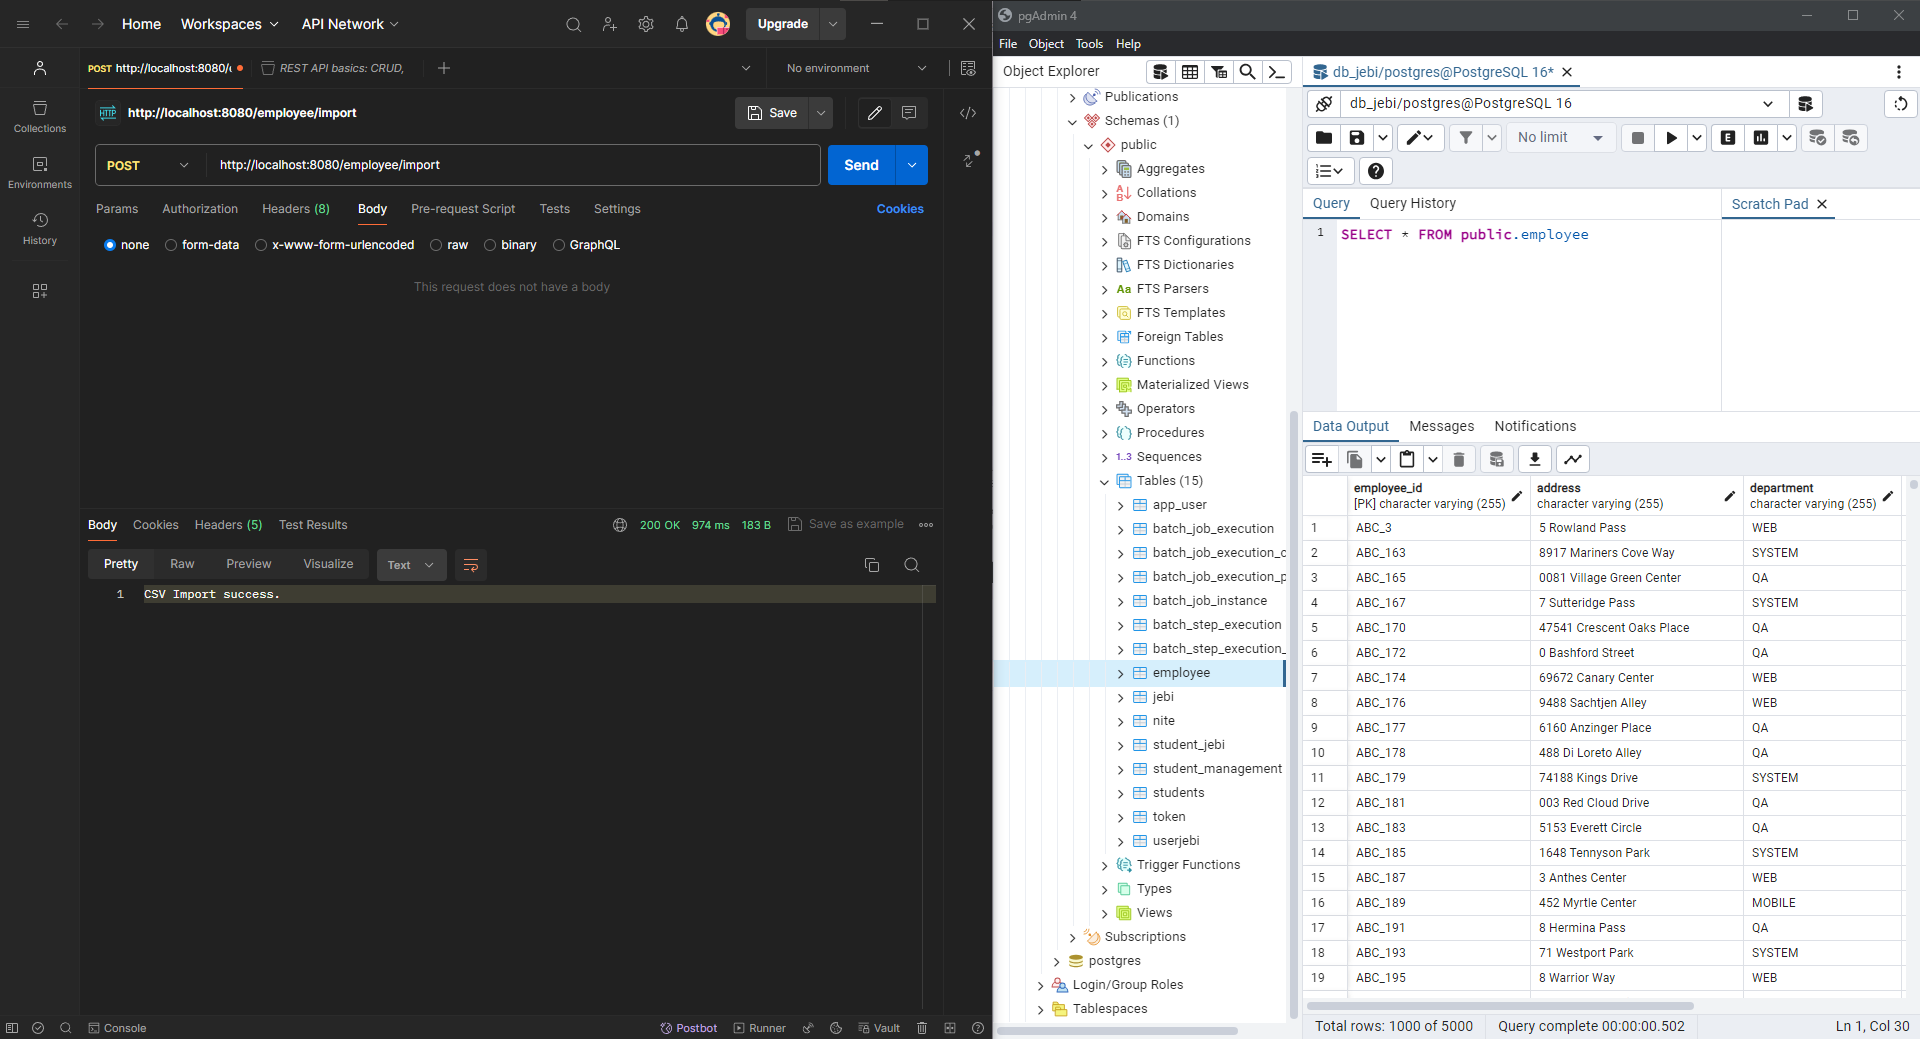 Home
Workspaces
API Network
Upgrade
POST http://localhost:8080/
REST API basics: CRUD,
No environment
Collections
Environments
History
HTTP
http://localhost:8080/employee/import
Save
POST
http://localhost:8080/employee/import
Send
Params
Authorization
Headers (8)
Body
Pre-request Script
Tests
Settings
Cookies
none
form-data
x-www-form-urlencoded
raw
binary
GraphQL
This request does not have a body
Body
Cookies
Headers (5)
Test Results
200 OK
974 ms
183 B
Save as example
Pretty
Raw
Preview
Visualize
Text
1
CSV Import success.
Console
Postbot
Runner
Vault
pgAdmin 4
File
Object
Tools
Help
Object Explorer
Publications
Schemas (1)
public
Aggregates
Collations
Domains
FTS Configurations
FTS Dictionaries
Aa
FTS Parsers
FTS Templates
Foreign Tables
Functions
Materialized Views
Operators
Procedures
1..3
Sequences
Tables (15)
app_user
batch_job_execution
batch_job_execution_c
batch_job_execution_p
batch_job_instance
batch_step_execution
batch_step_execution_
employee
jebi
nite
student_jebi
student_management
students
token
userjebi
Trigger Functions
Types
Views
Subscriptions
postgres
Login/Group Roles
Tablespaces
db_jebi/postgres@PostgreSQL 16*
db_jebi/postgres@PostgreSQL 16
No limit
E
Query
Query History
Scratch Pad
1
SELECT * FROM public.employee
Data Output
Messages
Notifications
employee_id
[PK] character varying (255)
address
character varying (255)
department
character varying (255)
1 ABC_3 5 Rowland Pass WEB
2 ABC_163 8917 Mariners Cove Way SYSTEM
3 ABC_165 0081 Village Green Center QA
4 ABC_167 7 Sutteridge Pass SYSTEM
5 ABC_170 47541 Crescent Oaks Place QA
6 ABC_172 0 Bashford Street QA
7 ABC_174 69672 Canary Center WEB
8 ABC_176 9488 Sachtjen Alley WEB
9 ABC_177 6160 Anzinger Place QA
10 ABC_178 488 Di Loreto Alley QA
11 ABC_179 74188 Kings Drive SYSTEM
12 ABC_181 003 Red Cloud Drive QA
13 ABC_183 5153 Everett Circle QA
14 ABC_185 1648 Tennyson Park SYSTEM
15 ABC_187 3 Anthes Center WEB
16 ABC_189 452 Myrtle Center MOBILE
17 ABC_191 8 Hermina Pass QA
18 ABC_193 71 Westport Park SYSTEM
19 ABC_195 8 Warrior Way WEB
Total rows: 1000 of 5000
Query complete 00:00:00.502
Ln 1, Col 30